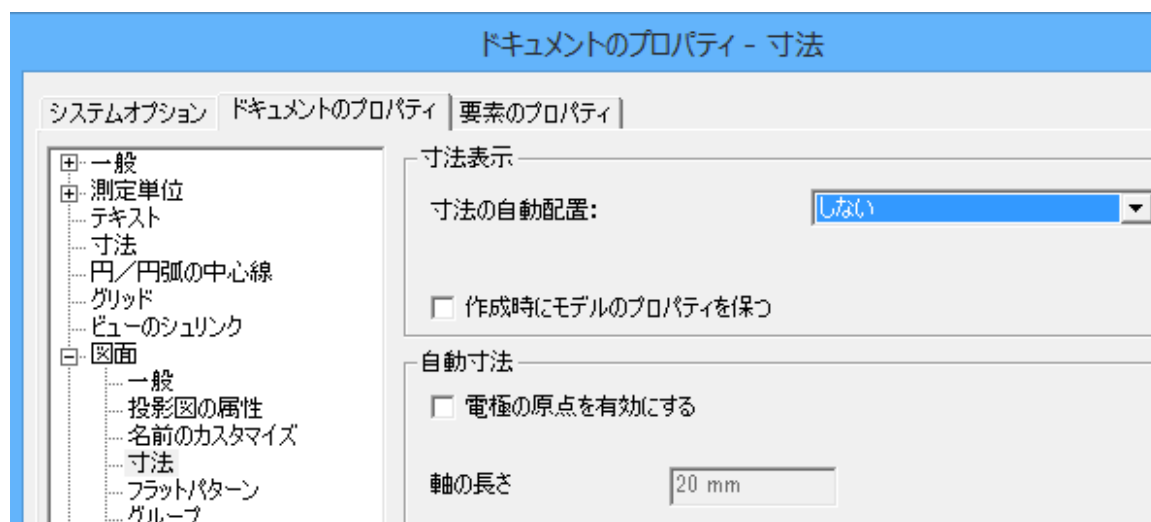 ドキュメントのプロパティ - 寸法
システムオプション ドキュメントのプロパティ 要素のプロパティ
一般
測定単位
テキスト
寸法
円／円弧の中心線
グリッド
ビューのシュリンク
図面
一般
投影図の属性
名前のカスタマイズ
寸法
フラットパターン
グループ
寸法表示
寸法の自動配置:
しない
作成時にモデルのプロパティを保つ
自動寸法
電極の原点を有効にする
軸の長さ
20 mm